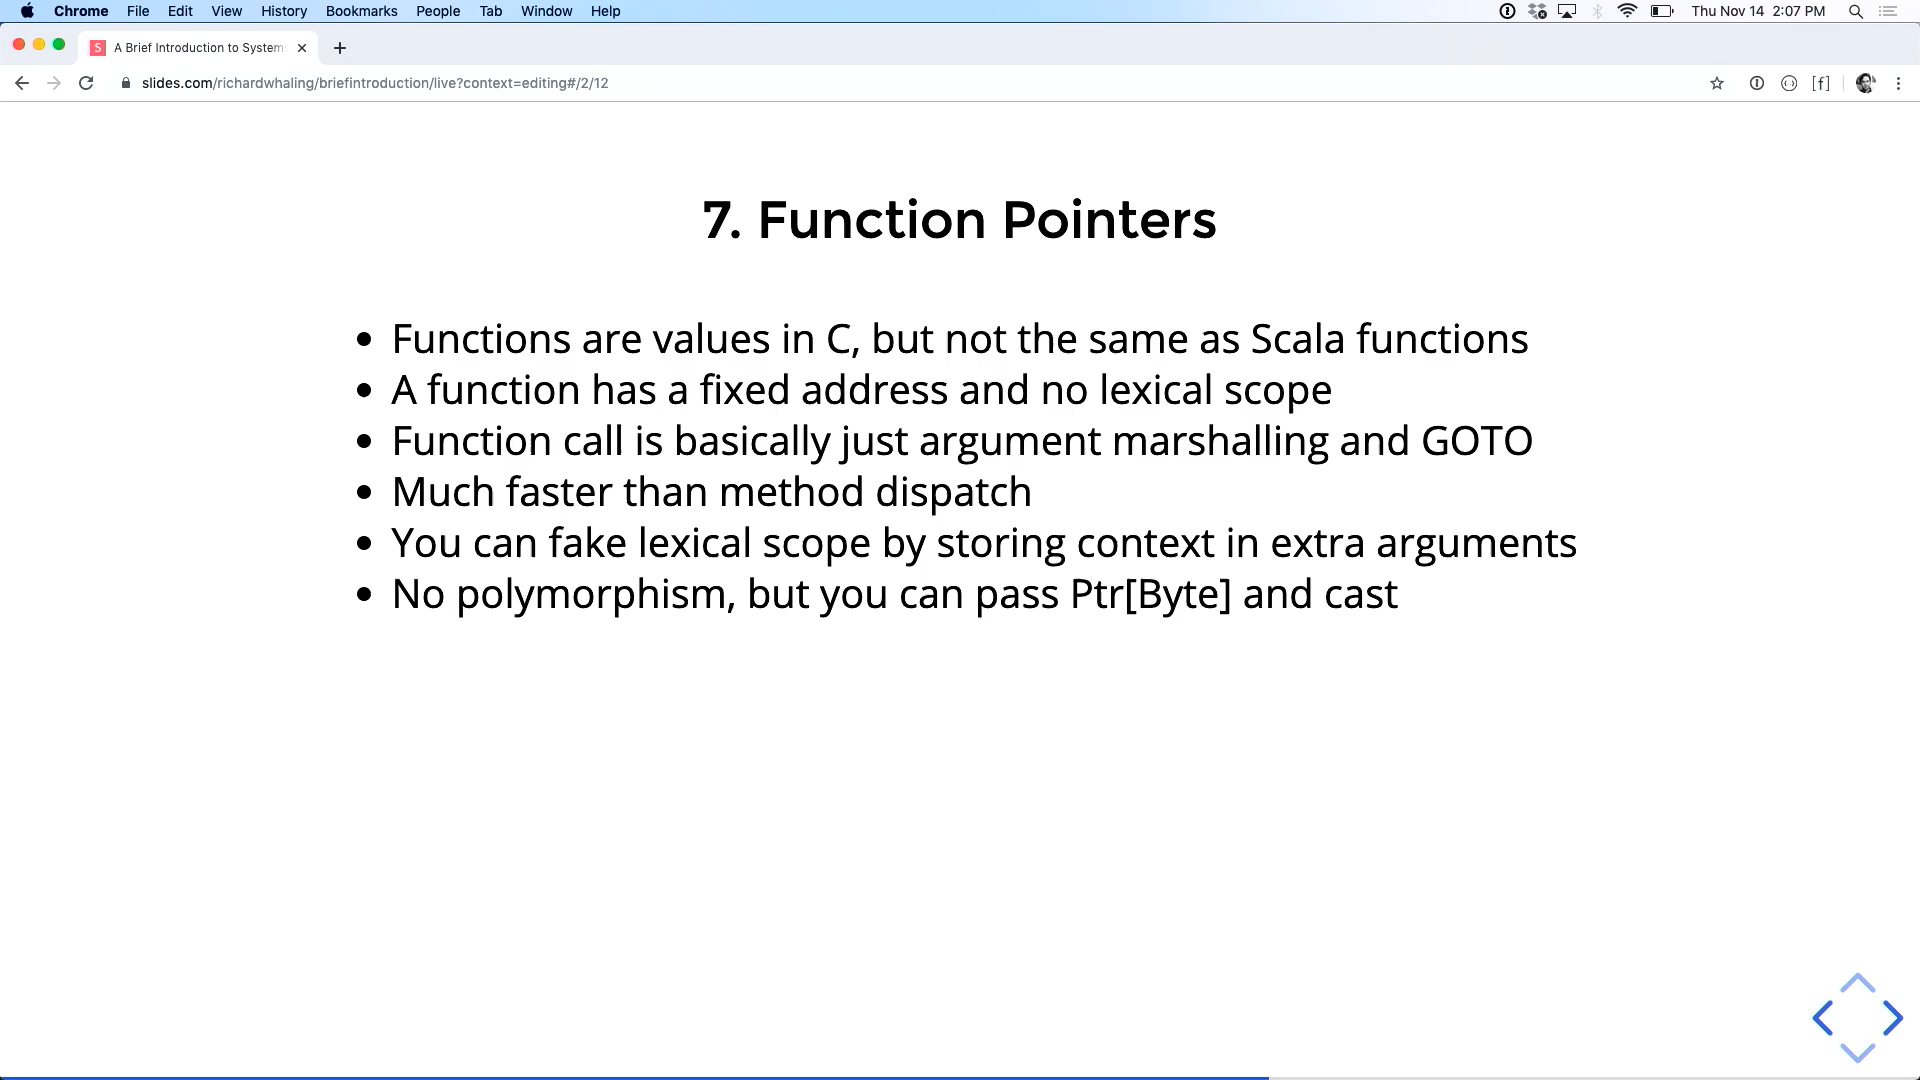 Chrome File Edit View History Bookmarks People Tab Window Help Thu Nov 14 2:07 PM
S A Brief Introduction to System
slides.com/richardwhaling/briefintroduction/live?context=editing#/2/12 [f]
7. Function Pointers
• Functions are values in C, but not the same as Scala functions
• A function has a fixed address and no lexical scope
• Function call is basically just argument marshalling and GOTO
• Much faster than method dispatch
• You can fake lexical scope by storing context in extra arguments
• No polymorphism, but you can pass Ptr[Byte] and cast